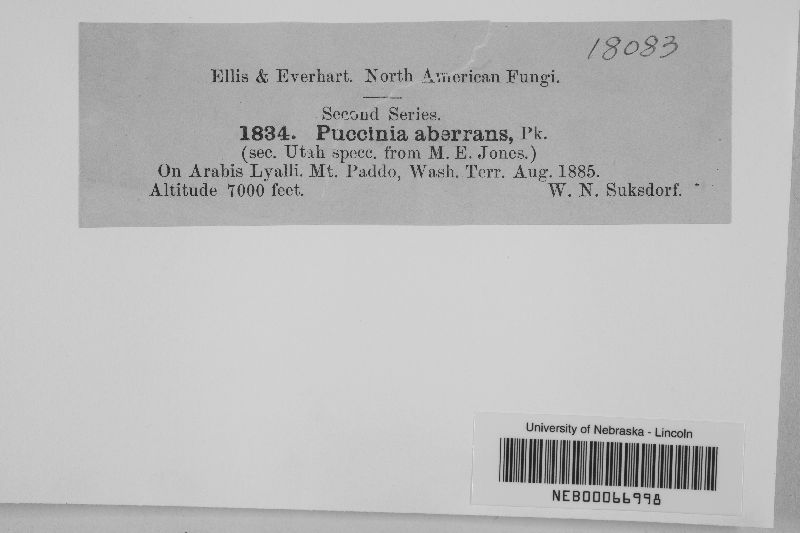 18083
Ellis & Everhart. North American Fungi.
Second Series.
1834. Puccinia aberrans, Pk.
(sec. Utah specc. from M. E. Jones.)
On Arabis Lyalli. Mt. Paddo, Wash. Terr. Aug. 1885.
Altitude 7000 feet. W. N. Suksdorf.
University of Nebraska - Lincoln
NEB00066998